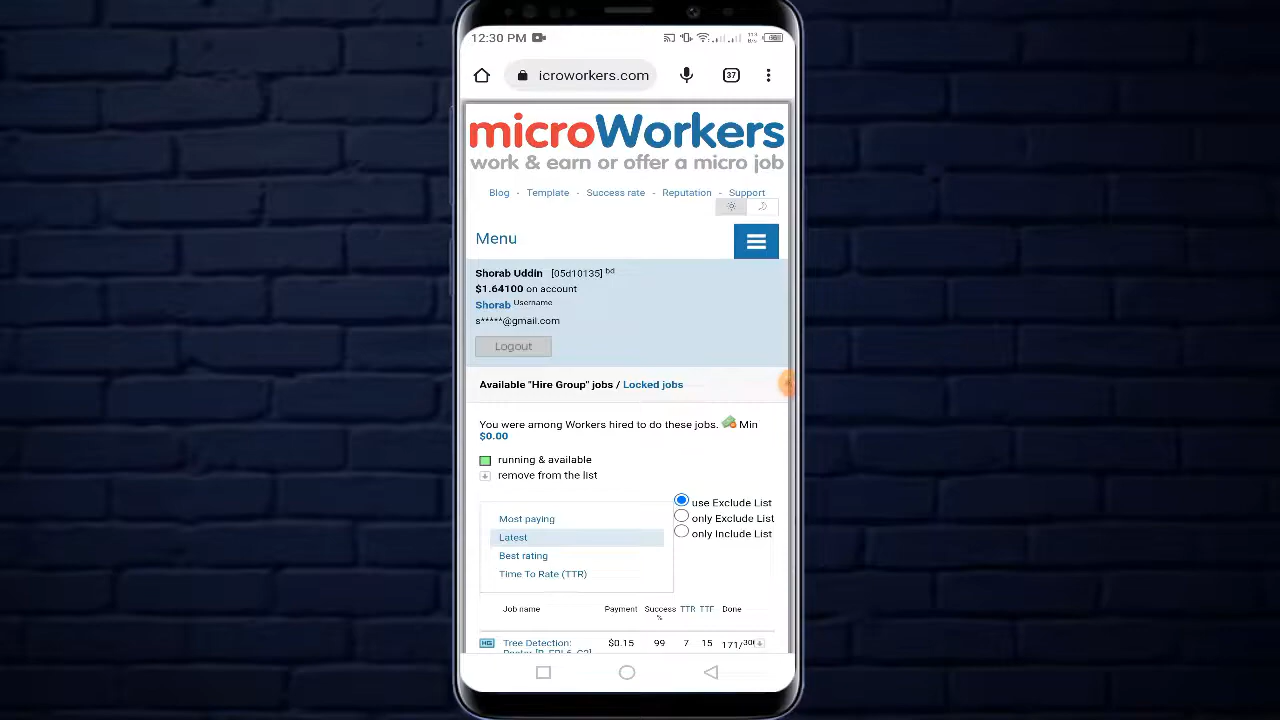 12:30 PM
37
icroworkers.com
microWorkers
work & earn or offer a micro job
Blog - Template - Success rate - Reputation - Support
Menu
Shorab Uddin [05d10135] bd
$1.64100 on account
Shorab Username
s*****@gmail.com
Logout
Available "Hire Group" jobs / Locked jobs
You were among Workers hired to do these jobs. Min
$0.00
running & available
remove from the list
use Exclude List
only Exclude List
only Include List
Most paying
Latest
Best rating
Time To Rate (TTR)
Job name Payment Success % TTR TTF Done
HG Tree Detection: $0.15 99 7 15 171/300